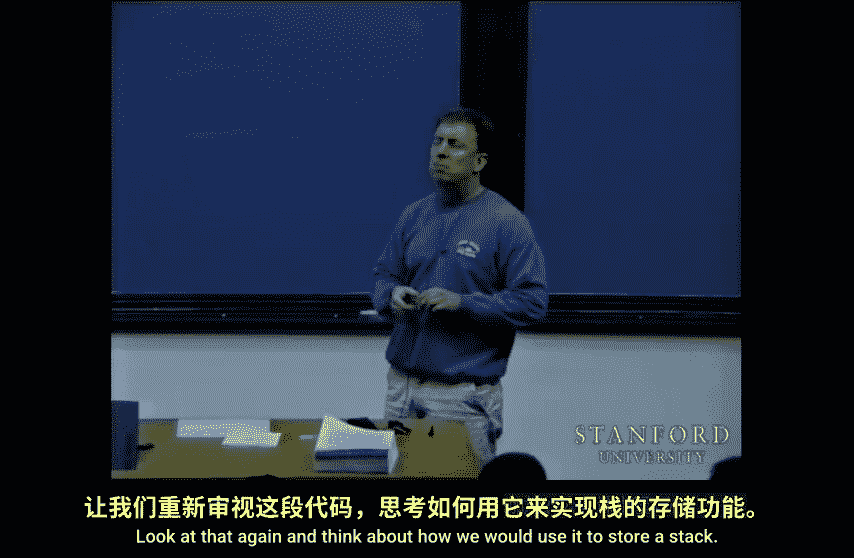 STANFORD
UNIVERSITY
让我们重新审视这段代码，思考如何用它来实现栈的存储功能。
Look at that again and think about how we would use it to store a stack.